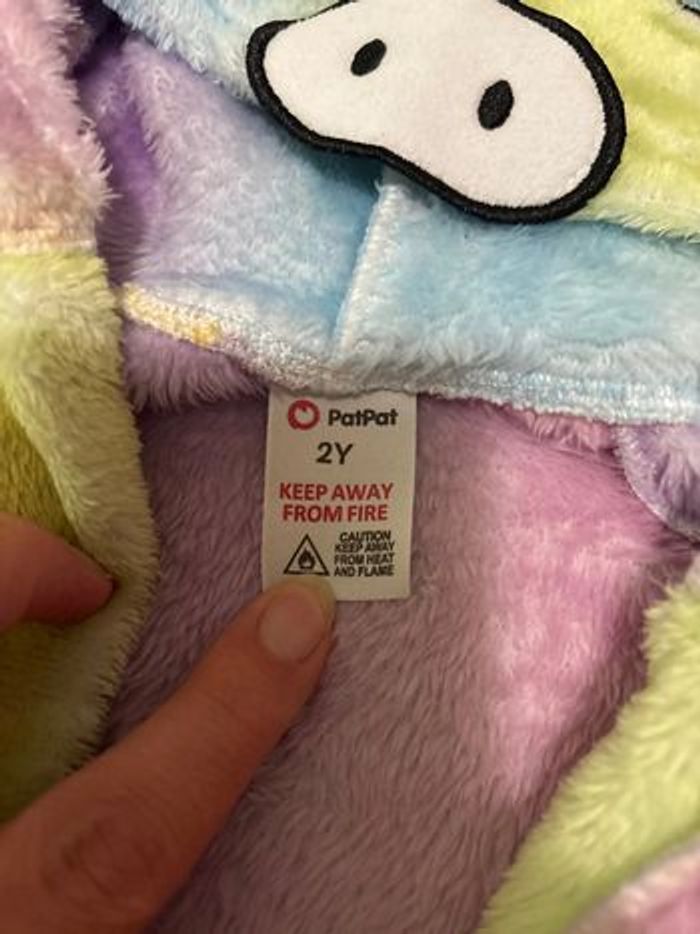 PatPat
2Y
KEEP AWAY
FROM FIRE
CAUTION
KEEP AWAY
FROM HEAT
AND FLAME